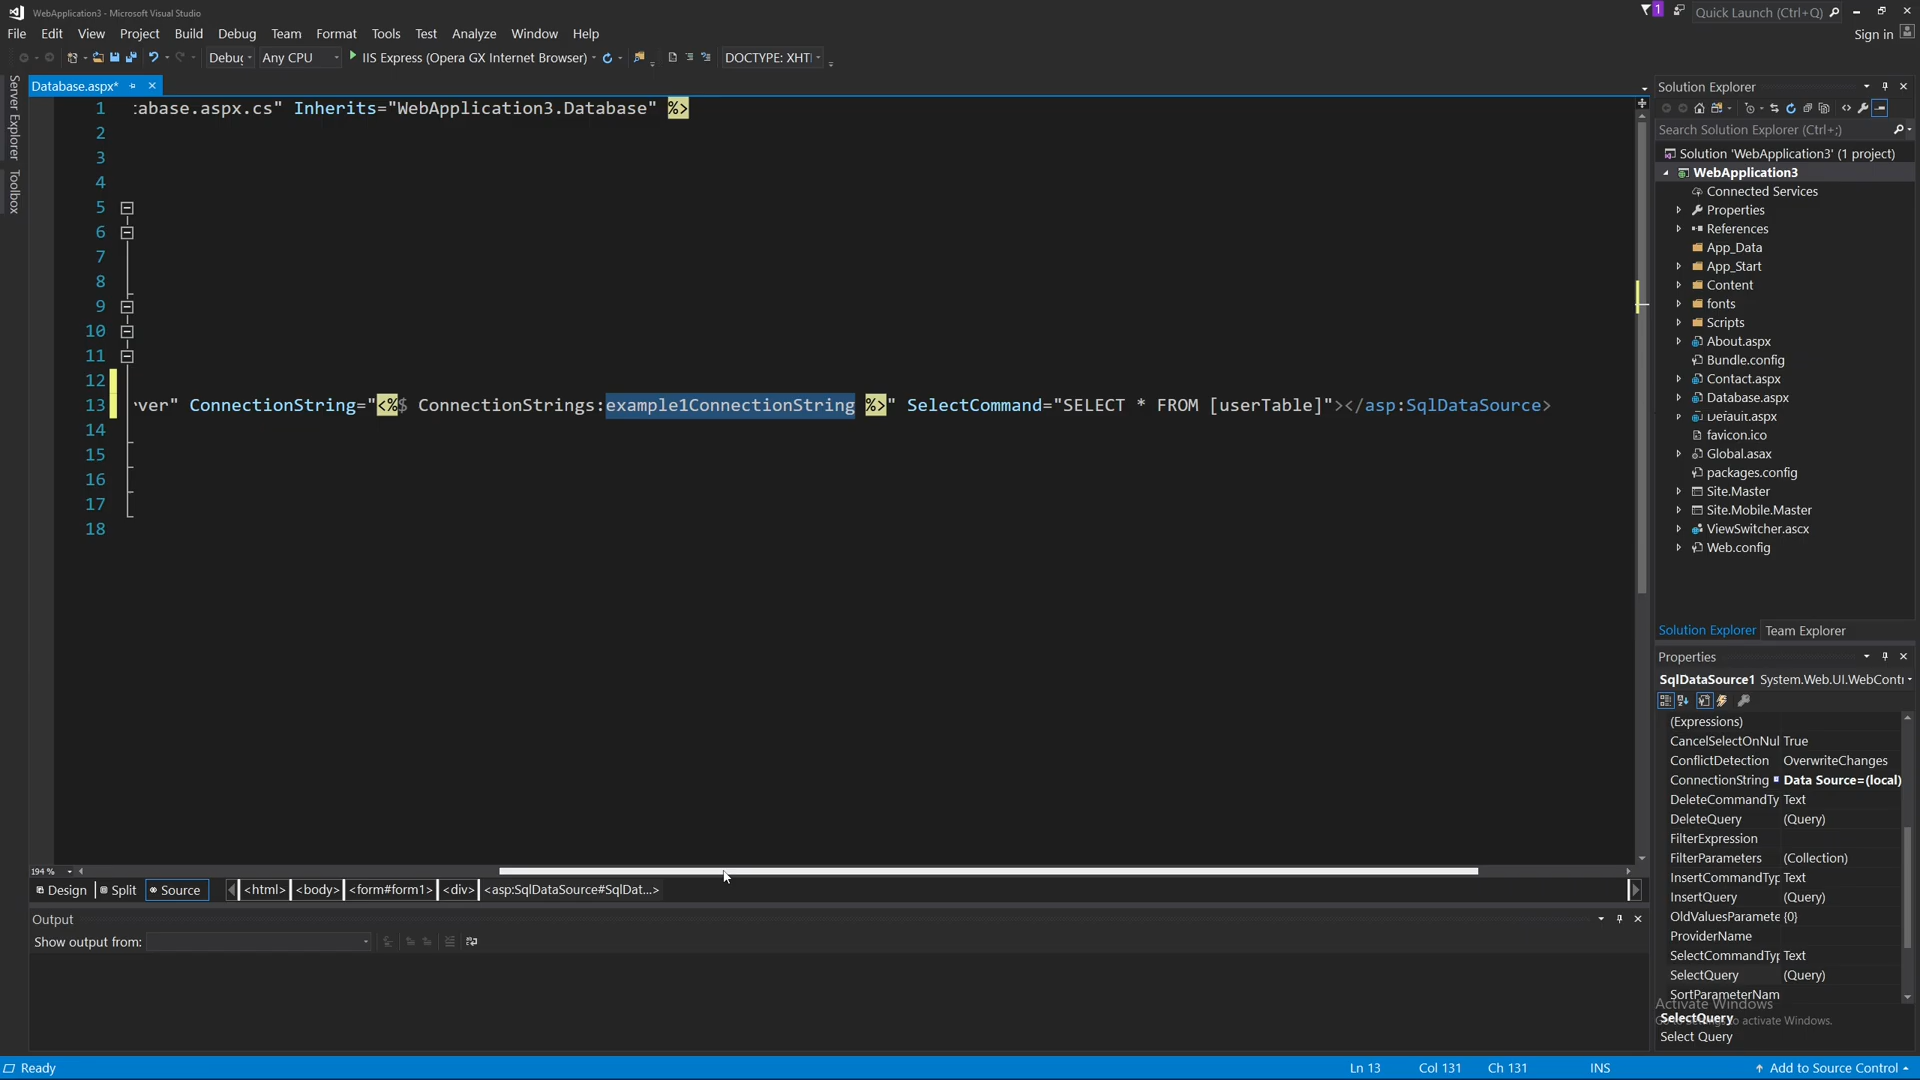 WebApplication3 - Microsoft Visual Studio
1
Quick Launch (Ctrl+Q)
File Edit View Project Build Debug Team Format Tools Test Analyze Window Help
Sign in
Debug Any CPU IIS Express (Opera GX Internet Browser) DOCTYPE: XHT
Server Explorer
Toolbox
Database.aspx*
1 :abase.aspx.cs" Inherits="WebApplication3.Database" %>
2
3
4
5
6
7
8
9
10
11
12
13 ver" ConnectionString="<%$ ConnectionStrings:example1ConnectionString %>" SelectCommand="SELECT * FROM [userTable]"></asp:SqlDataSource>
14
15
16
17
18
194 %
Design Split Source <html> <body> <form#form1> <div> <asp:SqlDataSource#SqlDat...>
Output
Show output from:
Solution Explorer
Search Solution Explorer (Ctrl+;)
Solution 'WebApplication3' (1 project)
WebApplication3
Connected Services
Properties
References
App_Data
App_Start
Content
fonts
Scripts
About.aspx
Bundle.config
Contact.aspx
Database.aspx
Default.aspx
favicon.ico
Global.asax
packages.config
Site.Master
Site.Mobile.Master
ViewSwitcher.ascx
Web.config
Solution Explorer Team Explorer
Properties
SqlDataSource1 System.Web.UI.WebContr
(Expressions)
CancelSelectOnNul True
ConflictDetection OverwriteChanges
ConnectionString Data Source=(local)
DeleteCommandTy Text
DeleteQuery (Query)
FilterExpression
FilterParameters (Collection)
InsertCommandTyp Text
InsertQuery (Query)
OldValuesParamete {0}
ProviderName
SelectCommandTyp Text
SelectQuery (Query)
SortParameterNam
Activate Windows
SelectQuery
to activate Windows.
Select Query
Ready
Ln 13 Col 131 Ch 131 INS
Add to Source Control